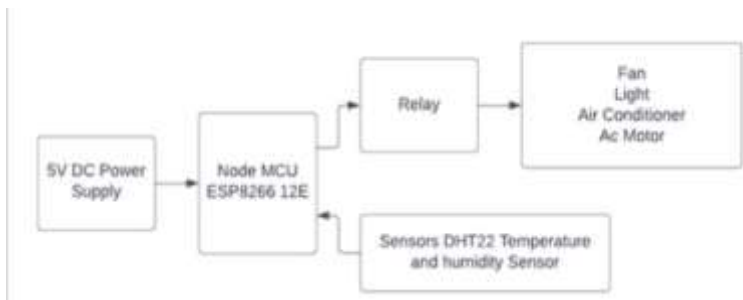 5V DC Power
Supply
Node MCU
ESP8266 12E
Relay
Fan
Light
Air Conditioner
Ac Motor
Sensors DHT22 Temperature
and humidity Sensor